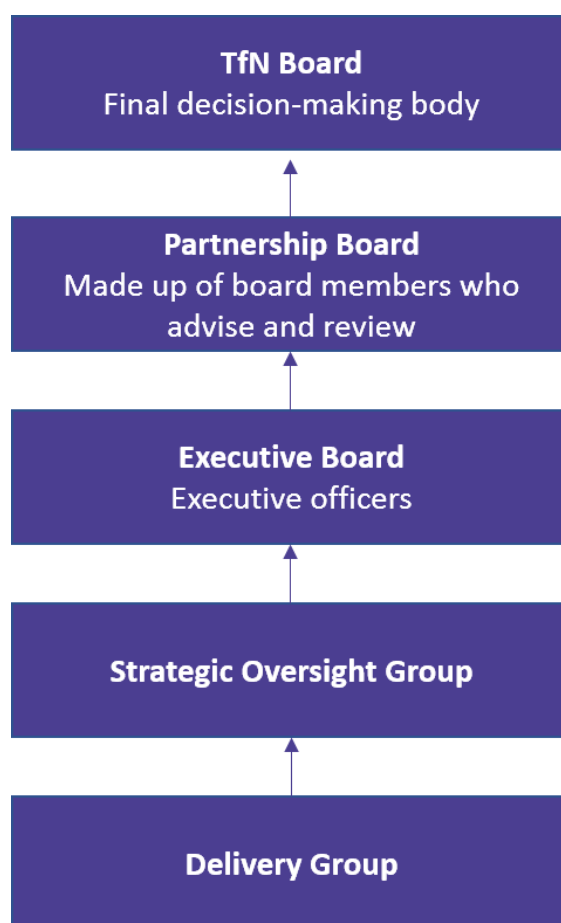 TfN Board
Final decision-making body
Partnership Board
Made up of board members who
advise and review
Executive Board
Executive officers
Strategic Oversight Group
Delivery Group